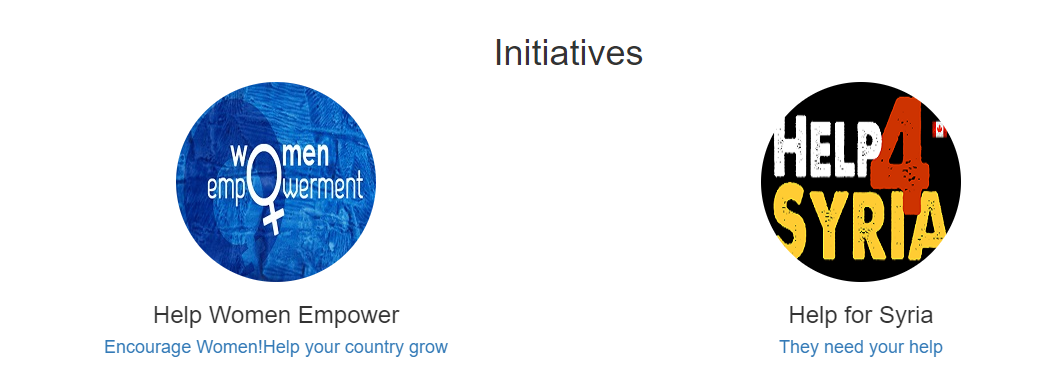 Initiatives
women
empowerment
HELP 4
SYRIA
Help Women Empower
Encourage Women!Help your country grow
Help for Syria
They need your help